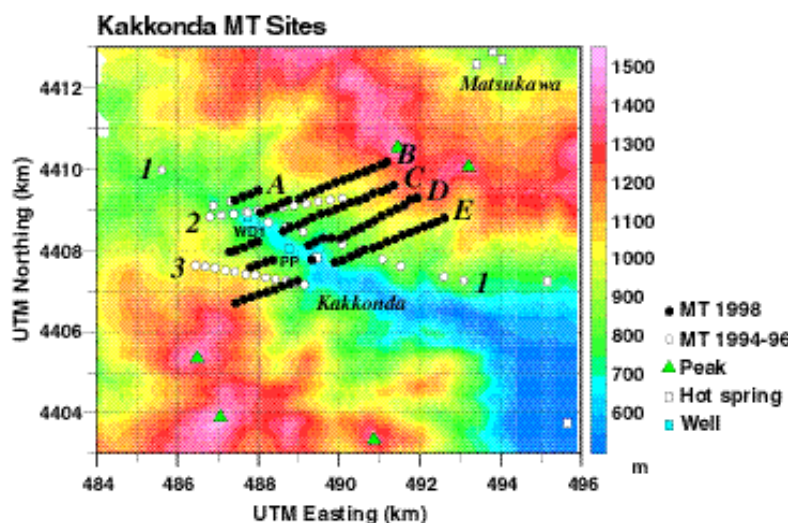 Kakkonda MT Sites
UTM Northing (km)
4412
4410
4408
4406
4404
484
486
488
490
492
494
496
UTM Easting (km)
Matsukawa
1
A
B
C
D
E
2
WD1
PP
3
Kakkonda
1
1500
1400
1300
1200
1100
1000
900
800
700
600
m
MT 1998
MT 1994-96
Peak
Hot spring
Well